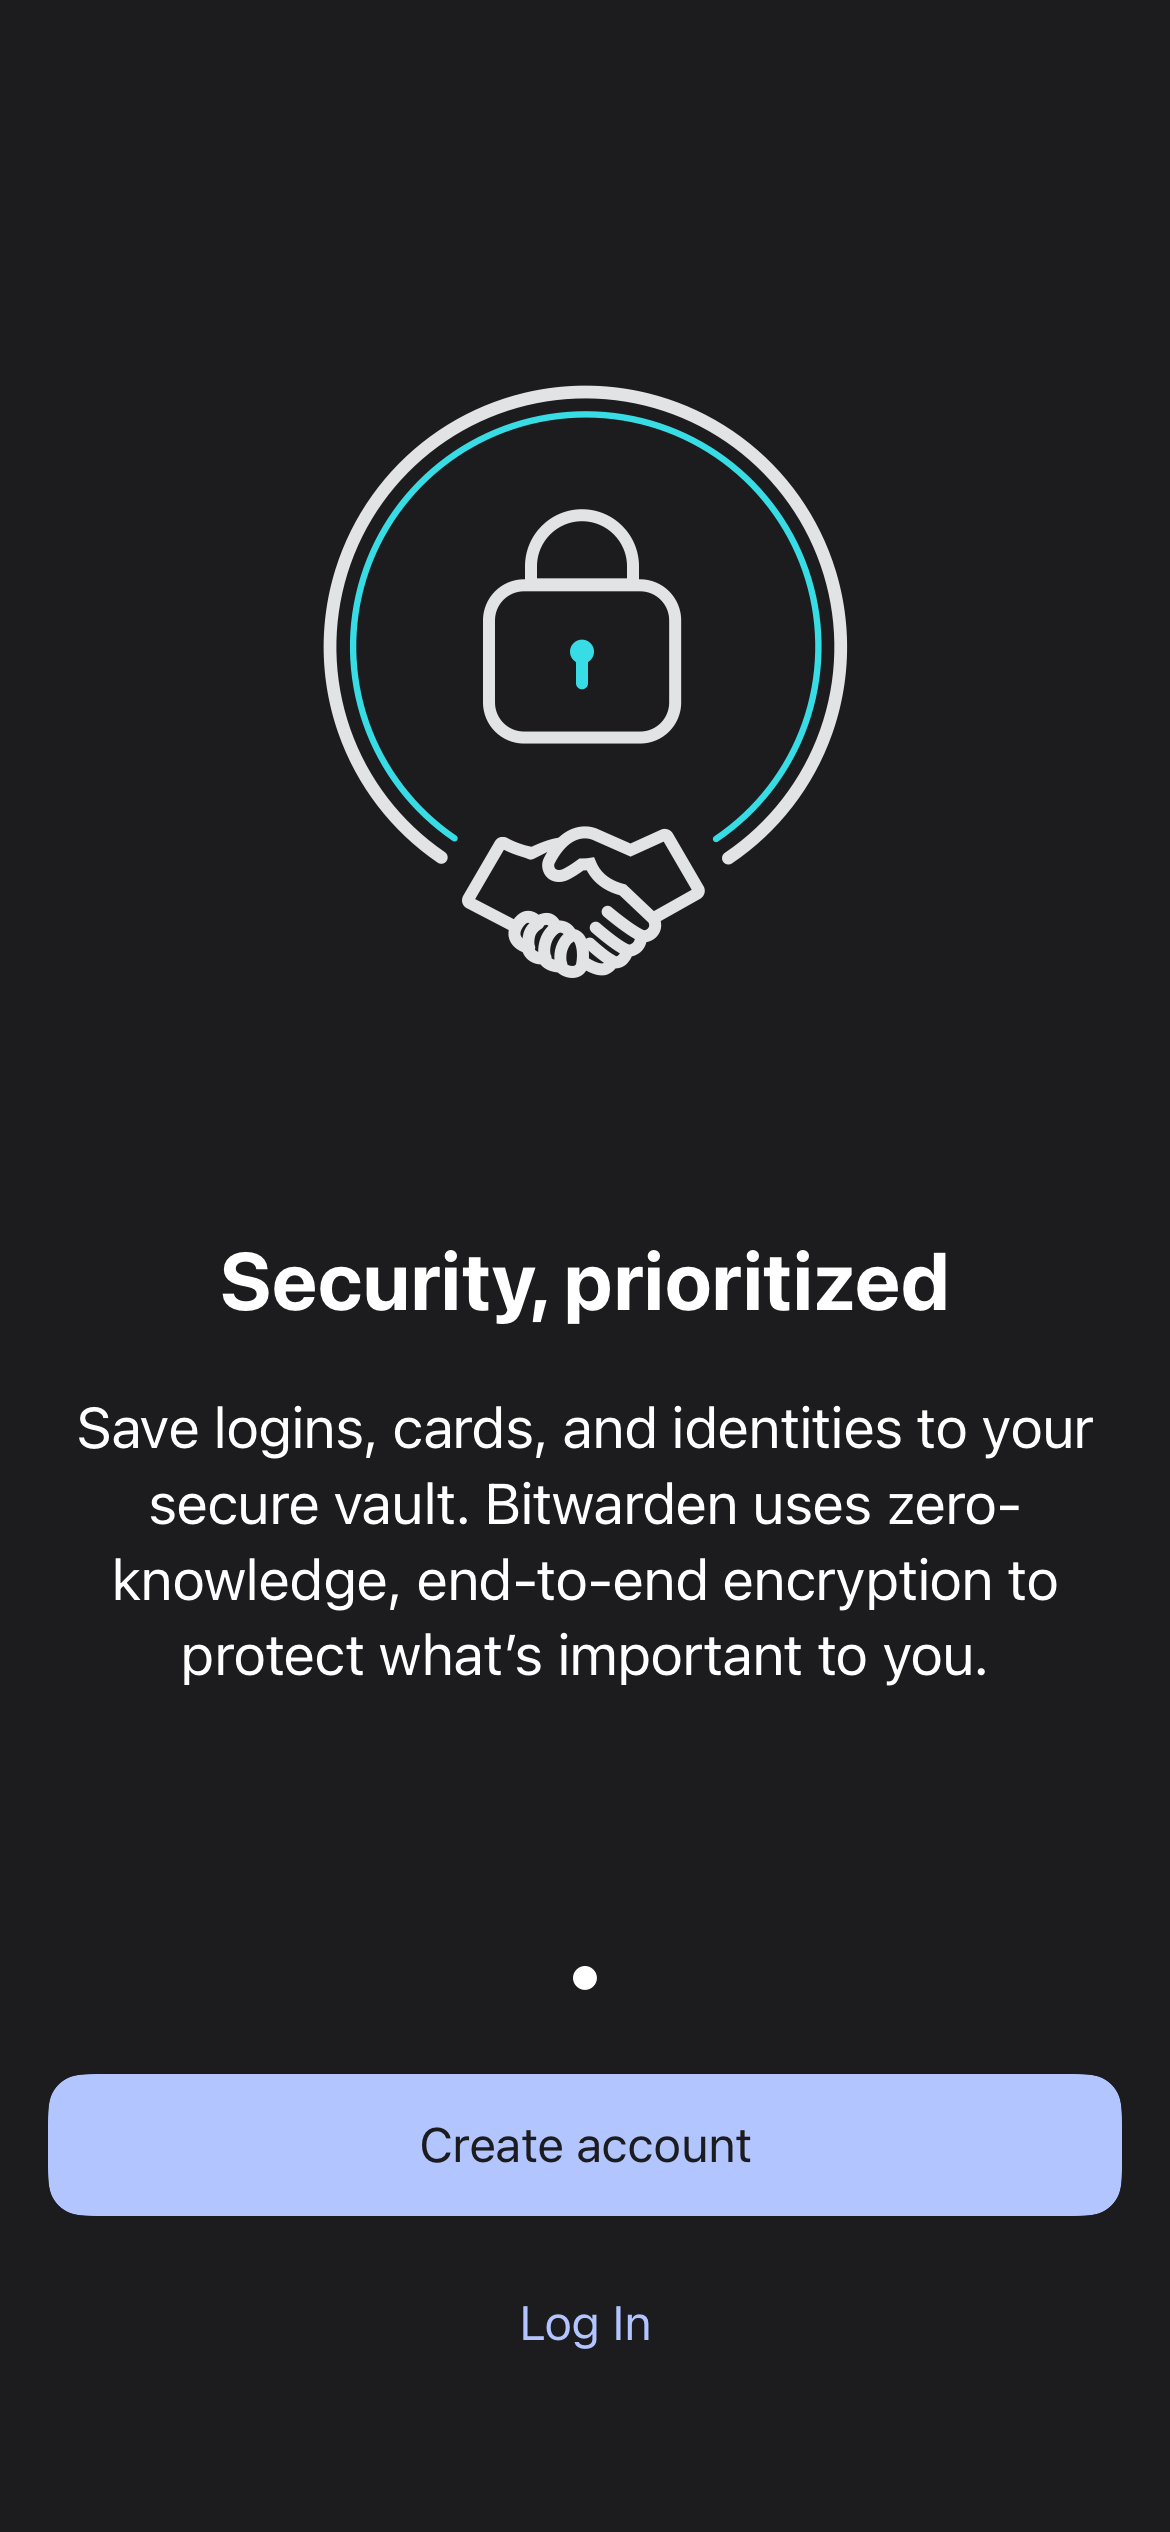 Security, prioritized
Save logins, cards, and identities to your
secure vault. Bitwarden uses zero-
knowledge, end-to-end encryption to
protect what’s important to you.
Create account
Log In